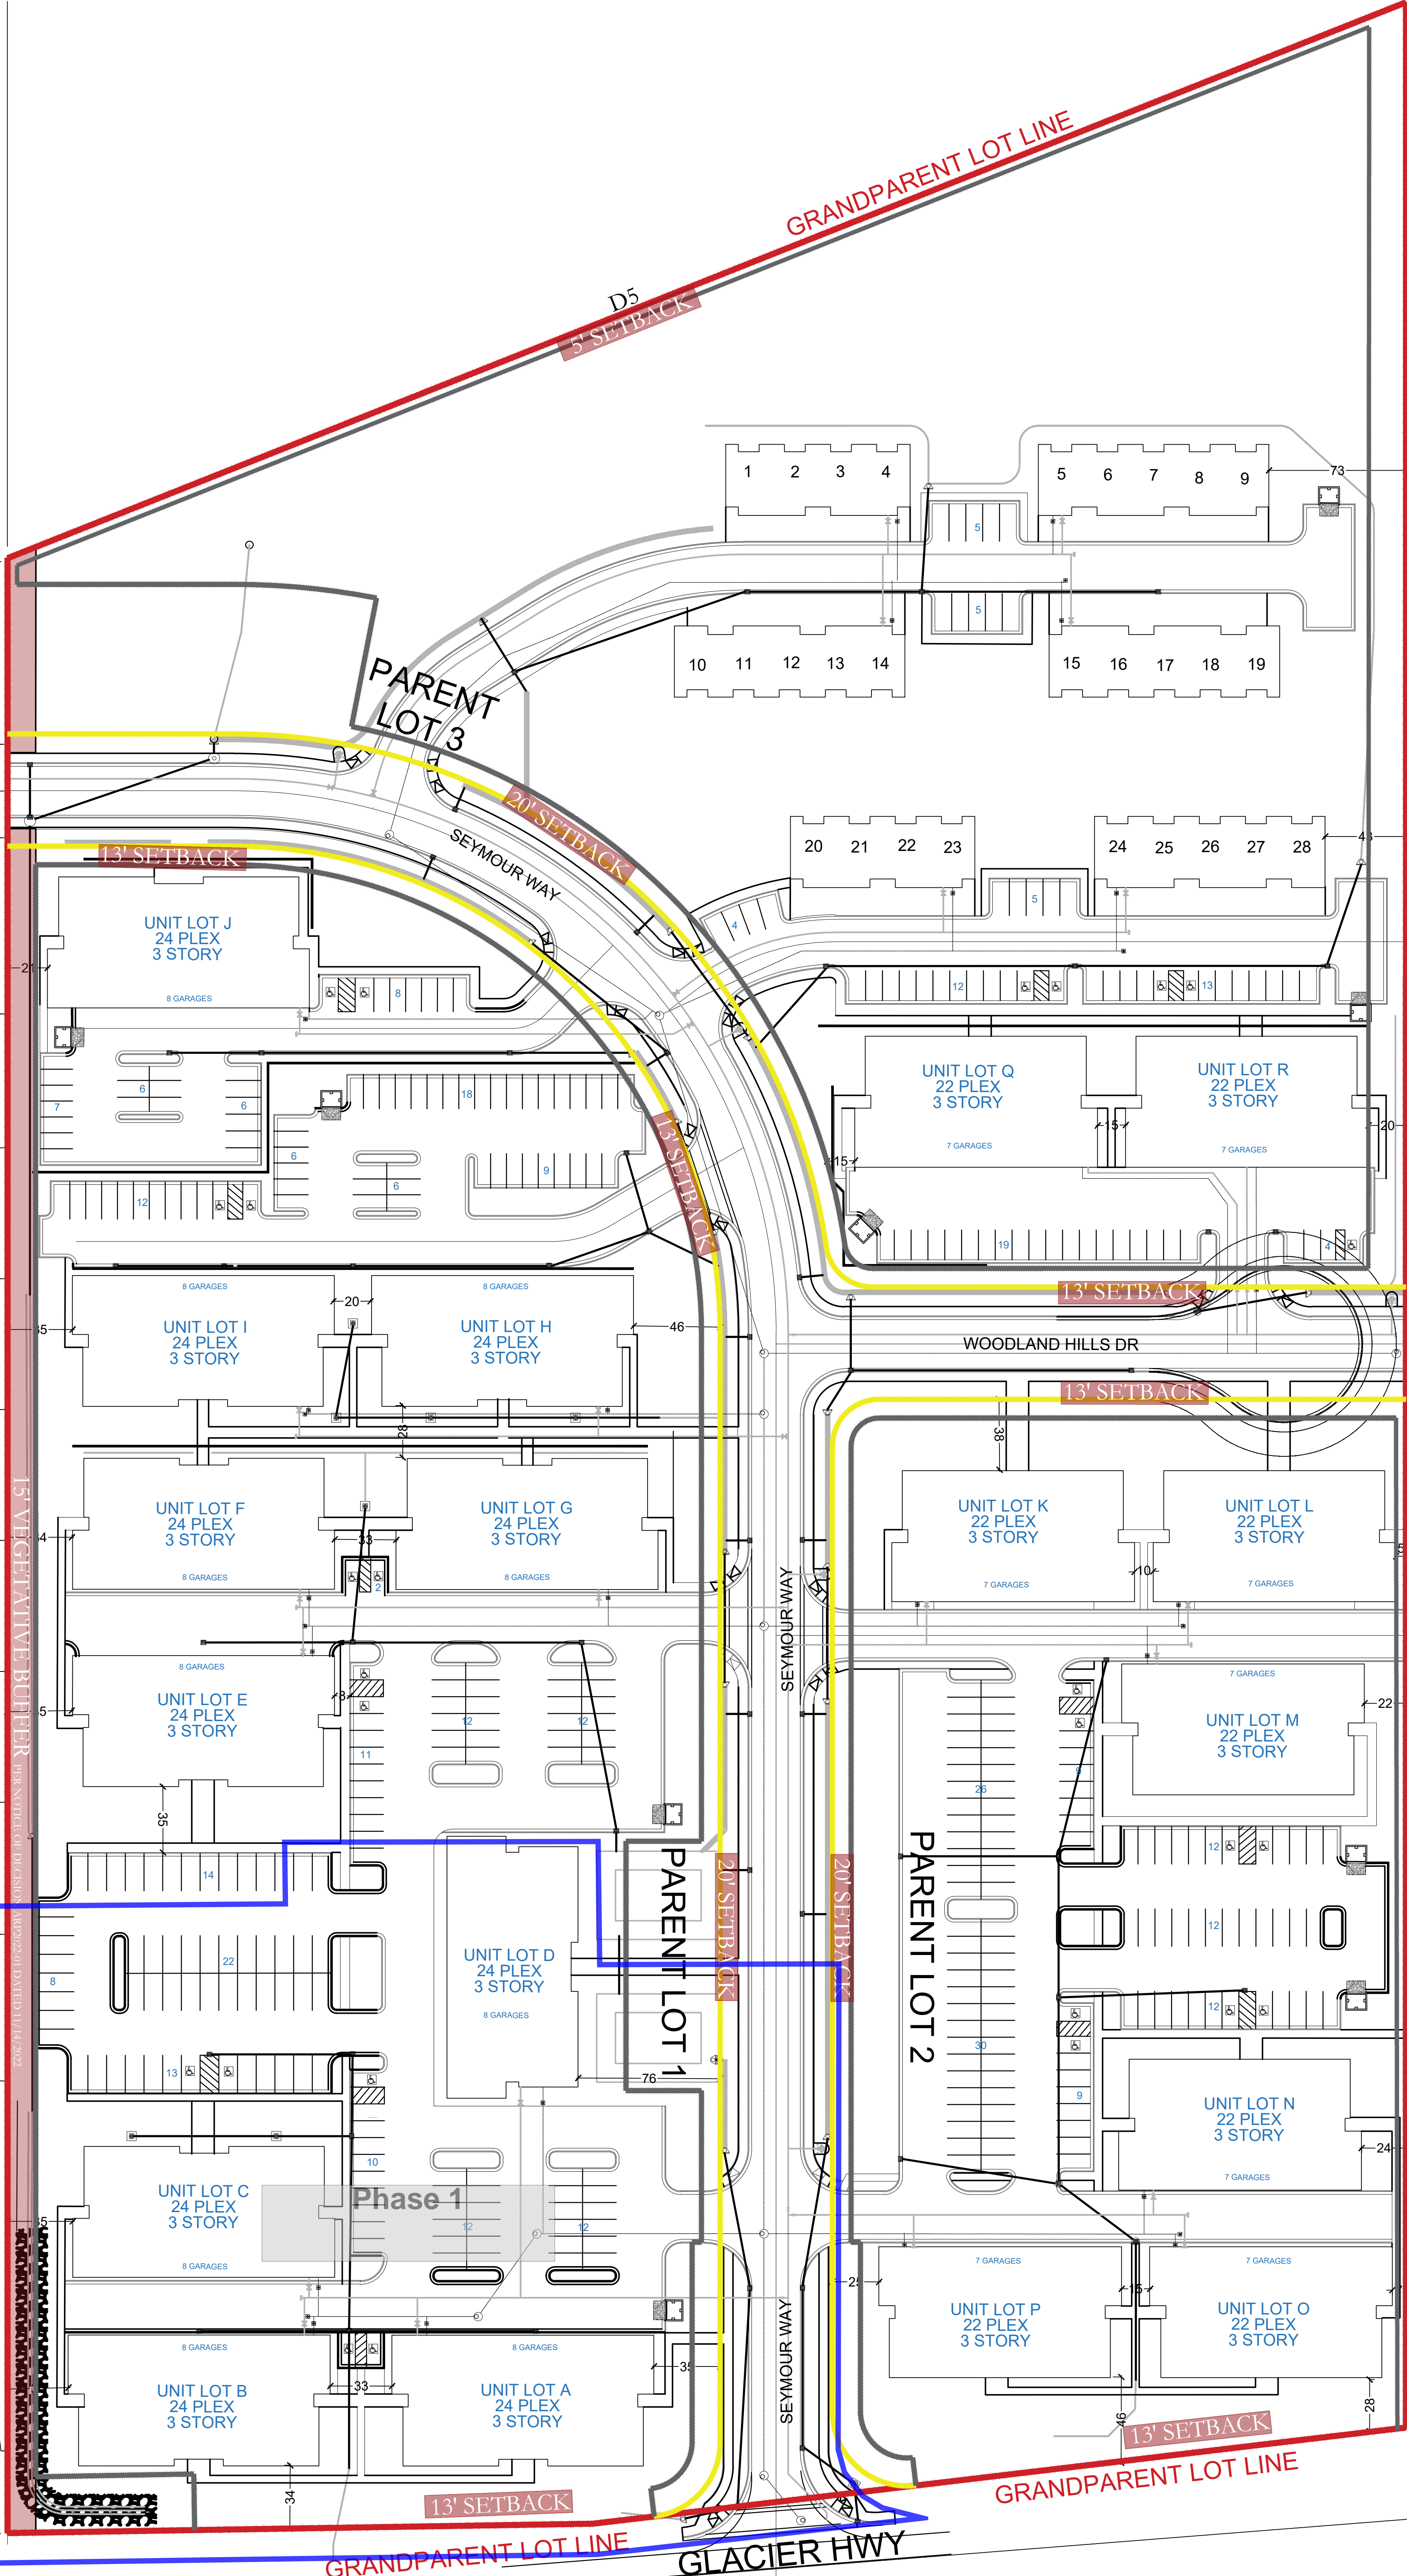 GRANDPARENT LOT LINE
D5
5' SETBACK
1 2 3 4
5 6 7 8 9
73
5
5
10 11 12 13 14
15 16 17 18 19
PARENT
LOT 3
20' SETBACK
SEYMOUR WAY
13' SETBACK
20 21 22 23
24 25 26 27 28
5
4
UNIT LOT J
24 PLEX
3 STORY
8 GARAGES
8
12
13
7
6
6
18
6
6
9
12
13' SETBACK
UNIT LOT Q
22 PLEX
3 STORY
7 GARAGES
UNIT LOT R
22 PLEX
3 STORY
7 GARAGES
15
15
20
19
4
13' SETBACK
WOODLAND HILLS DR
13' SETBACK
8 GARAGES
UNIT LOT I
24 PLEX
3 STORY
20
8 GARAGES
UNIT LOT H
24 PLEX
3 STORY
46
28
38
UNIT LOT F
24 PLEX
3 STORY
8 GARAGES
33
2
UNIT LOT G
24 PLEX
3 STORY
8 GARAGES
UNIT LOT K
22 PLEX
3 STORY
7 GARAGES
10
UNIT LOT L
22 PLEX
3 STORY
7 GARAGES
SEYMOUR WAY
15' VEGETATIVE BUFFER PER NOTICE OF DECISION ARP2022 01 DATED 11/14/2022
8 GARAGES
UNIT LOT E
24 PLEX
3 STORY
8
35
11
12
12
7 GARAGES
UNIT LOT M
22 PLEX
3 STORY
22
26
9
14
22
8
13
UNIT LOT D
24 PLEX
3 STORY
8 GARAGES
PARENT LOT 1
20' SETBACK
20' SETBACK
PARENT LOT 2
76
12
12
12
30
9
UNIT LOT N
22 PLEX
3 STORY
7 GARAGES
24
UNIT LOT C
24 PLEX
3 STORY
8 GARAGES
10
Phase 1
12
12
7 GARAGES
UNIT LOT P
22 PLEX
3 STORY
15
7 GARAGES
UNIT LOT O
22 PLEX
3 STORY
8 GARAGES
UNIT LOT B
24 PLEX
3 STORY
33
8 GARAGES
UNIT LOT A
24 PLEX
3 STORY
SEYMOUR WAY
46
28
34
13' SETBACK
13' SETBACK
GRANDPARENT LOT LINE
GRANDPARENT LOT LINE
GLACIER HWY